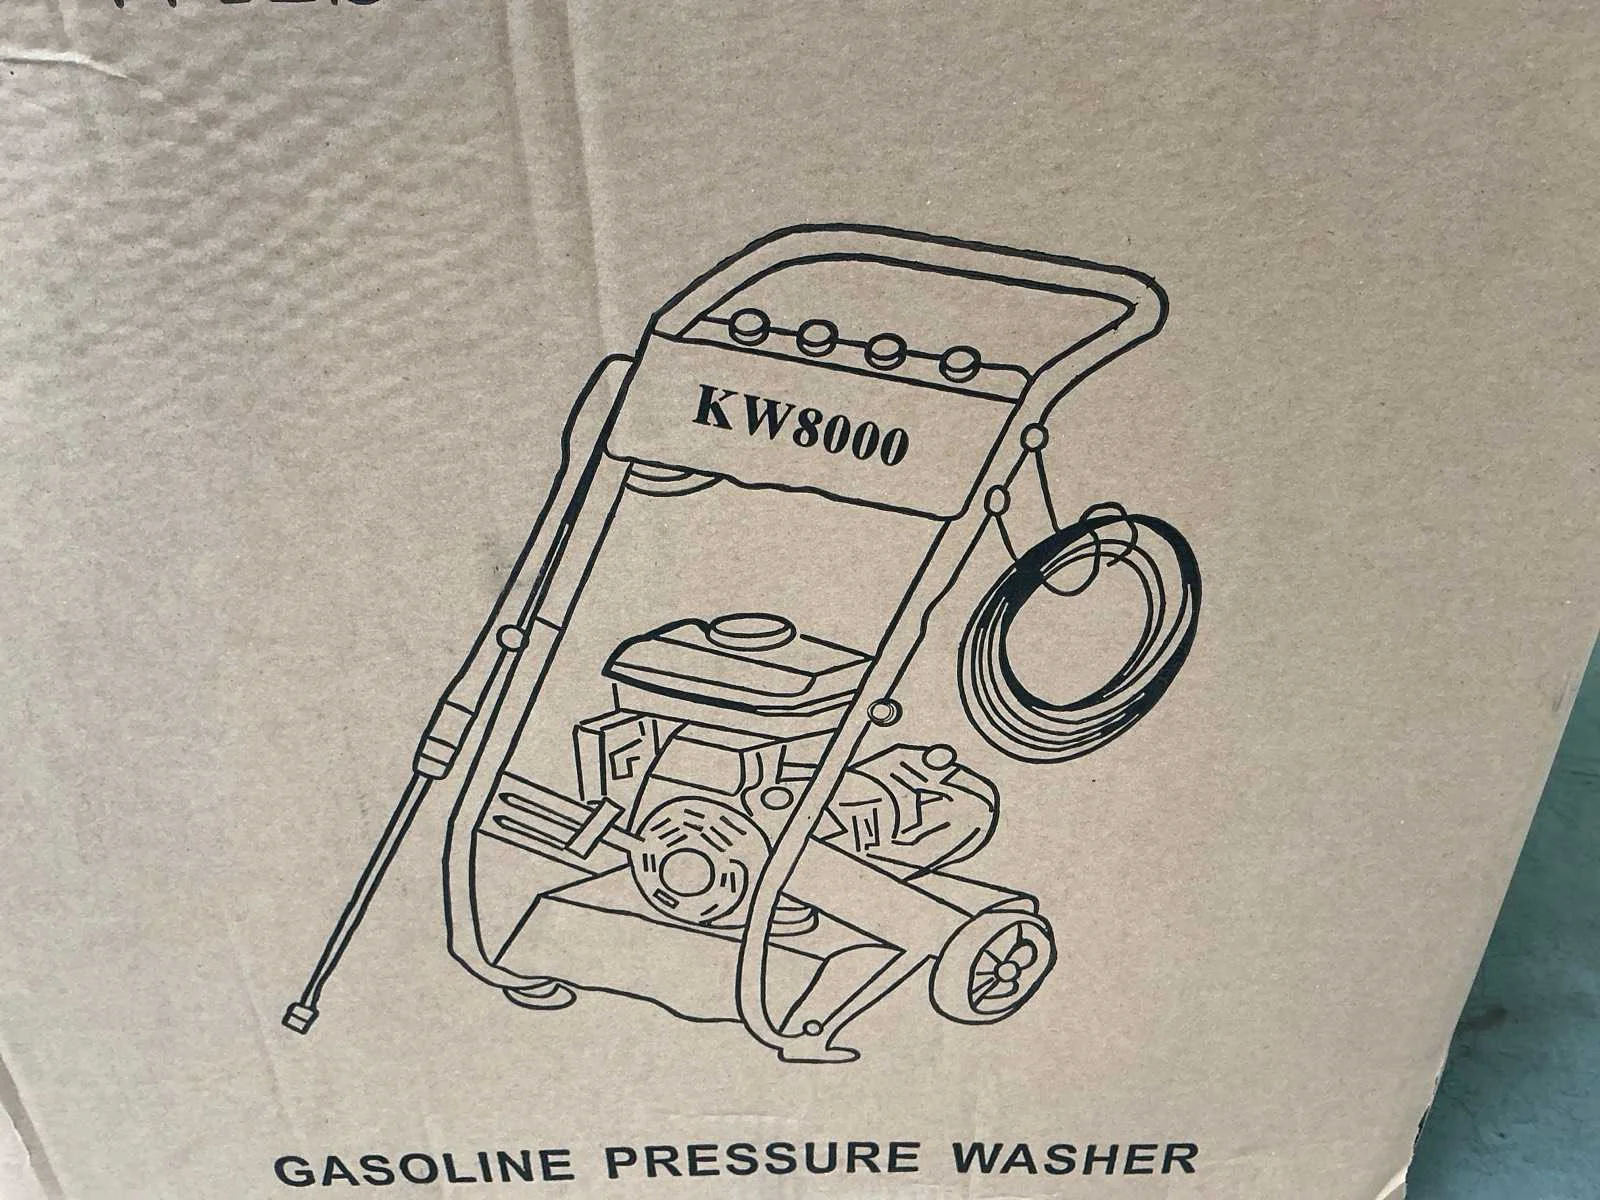 KW8000
GASOLINE PRESSURE WASHER